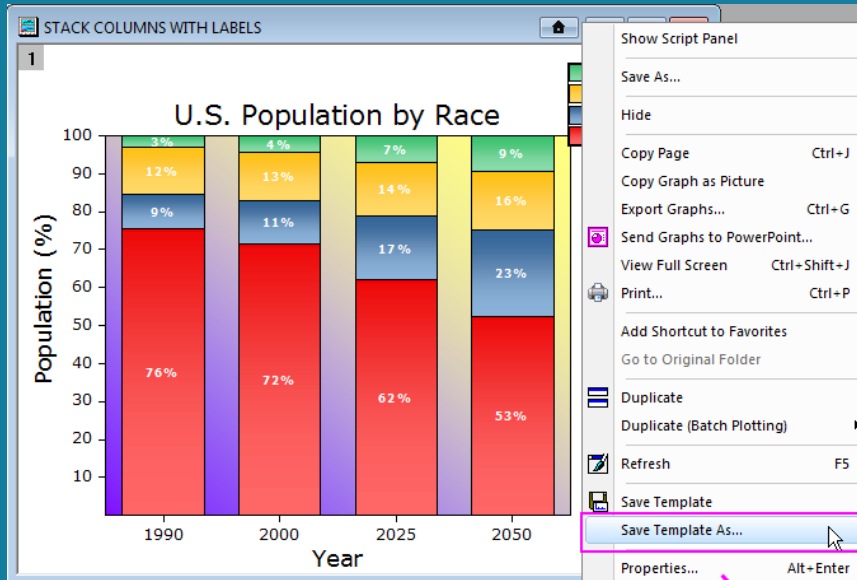 STACK COLUMNS WITH LABELS
1
U.S. Population by Race
Population (%)
100
90
80
70
60
50
40
30
20
10
3% 4% 7% 9%
12% 13% 14% 16%
9% 11% 17% 23%
76% 72% 62% 53%
1990 2000 2025 2050
Year
Show Script Panel
Save As...
Hide
Copy Page Ctrl+J
Copy Graph as Picture
Export Graphs... Ctrl+G
Send Graphs to PowerPoint...
View Full Screen Ctrl+Shift+J
Print... Ctrl+P
Add Shortcut to Favorites
Go to Original Folder
Duplicate
Duplicate (Batch Plotting)
Refresh F5
Save Template
Save Template As...
Properties... Alt+Enter